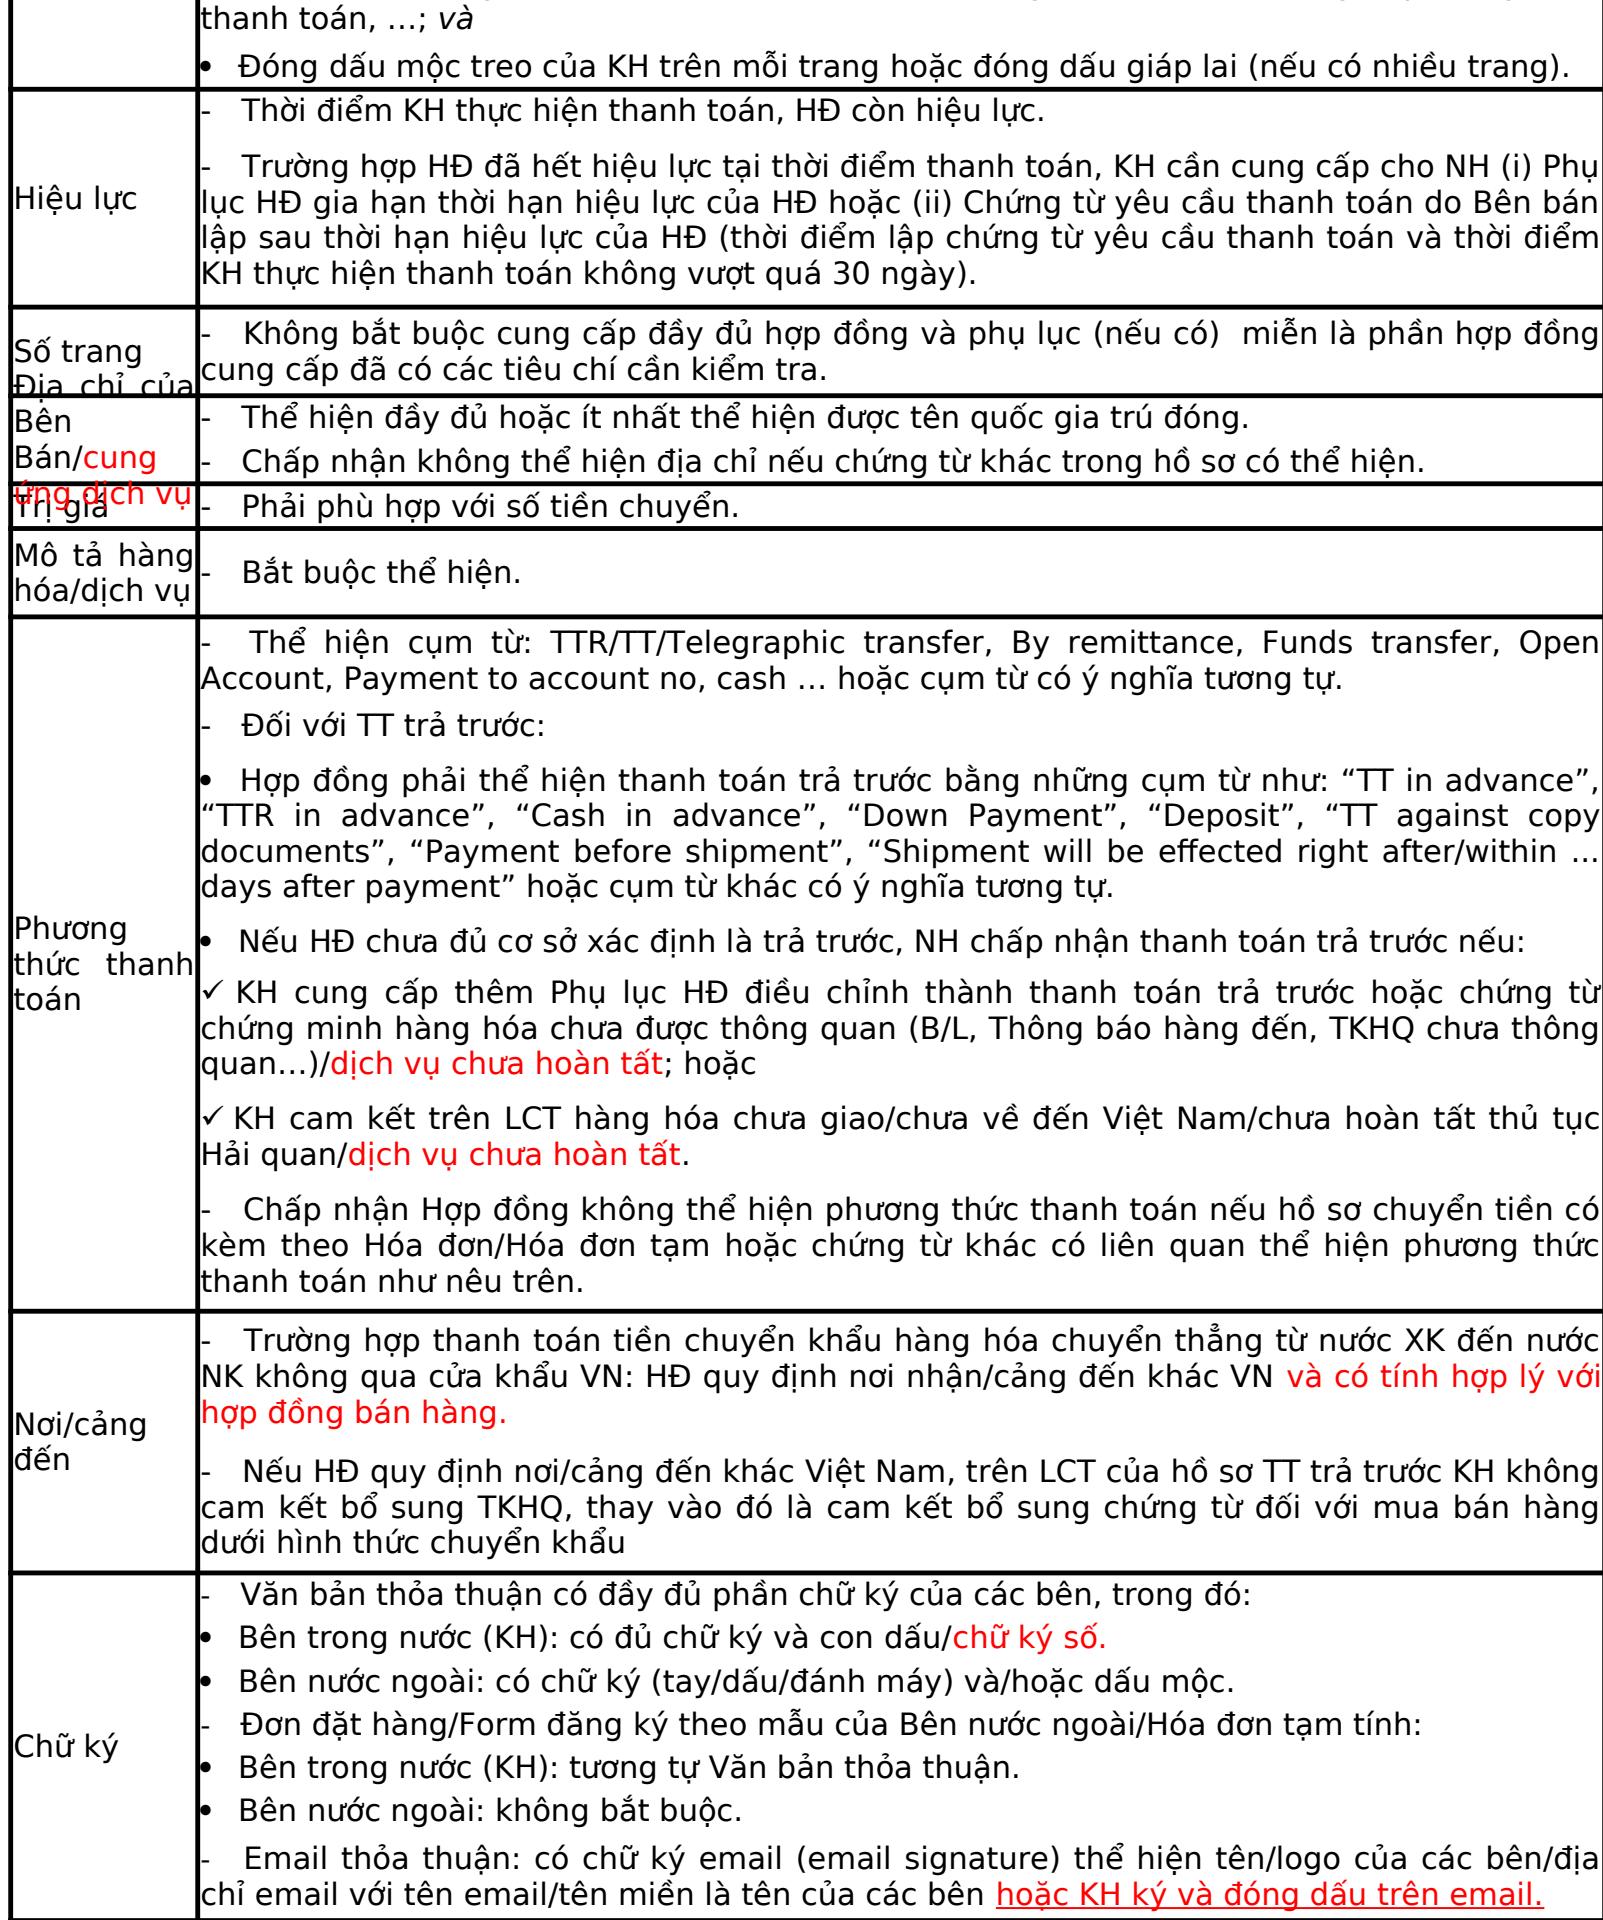 thanh toán, ...; và
• Đóng dấu mộc treo của KH trên mỗi trang hoặc đóng dấu giáp lai (nếu có nhiều trang).
Hiệu lực
- Thời điểm KH thực hiện thanh toán, HĐ còn hiệu lực.
- Trường hợp HĐ đã hết hiệu lực tại thời điểm thanh toán, KH cần cung cấp cho NH (i) Phụ
lục HĐ gia hạn thời hạn hiệu lực của HĐ hoặc (ii) Chứng từ yêu cầu thanh toán do Bên bán
lập sau thời hạn hiệu lực của HĐ (thời điểm lập chứng từ yêu cầu thanh toán và thời điểm
KH thực hiện thanh toán không vượt quá 30 ngày).
Số trang
- Không bắt buộc cung cấp đầy đủ hợp đồng và phụ lục (nếu có) miễn là phần hợp đồng
cung cấp đã có các tiêu chí cần kiểm tra.
Địa chỉ của
Bên
Bán/cung
ứng dịch vụ
- Thể hiện đầy đủ hoặc ít nhất thể hiện được tên quốc gia trú đóng.
- Chấp nhận không thể hiện địa chỉ nếu chứng từ khác trong hồ sơ có thể hiện.
Trị giá
- Phải phù hợp với số tiền chuyển.
Mô tả hàng
hóa/dịch vụ
- Bắt buộc thể hiện.
Phương
thức thanh
toán
- Thể hiện cụm từ: TTR/TT/Telegraphic transfer, By remittance, Funds transfer, Open
Account, Payment to account no, cash ... hoặc cụm từ có ý nghĩa tương tự.
- Đối với TT trả trước:
• Hợp đồng phải thể hiện thanh toán trả trước bằng những cụm từ như: “TT in advance”,
“TTR in advance”, “Cash in advance”, “Down Payment”, “Deposit”, “TT against copy
documents”, “Payment before shipment”, “Shipment will be effected right after/within ...
days after payment” hoặc cụm từ khác có ý nghĩa tương tự.
• Nếu HĐ chưa đủ cơ sở xác định là trả trước, NH chấp nhận thanh toán trả trước nếu:
✓ KH cung cấp thêm Phụ lục HĐ điều chỉnh thành thanh toán trả trước hoặc chứng từ
chứng minh hàng hóa chưa được thông quan (B/L, Thông báo hàng đến, TKHQ chưa thông
quan...)/dịch vụ chưa hoàn tất; hoặc
✓ KH cam kết trên LCT hàng hóa chưa giao/chưa về đến Việt Nam/chưa hoàn tất thủ tục
Hải quan/dịch vụ chưa hoàn tất.
- Chấp nhận Hợp đồng không thể hiện phương thức thanh toán nếu hồ sơ chuyển tiền có
kèm theo Hóa đơn/Hóa đơn tạm hoặc chứng từ khác có liên quan thể hiện phương thức
thanh toán như nêu trên.
Nơi/cảng
đến
- Trường hợp thanh toán tiền chuyển khẩu hàng hóa chuyển thẳng từ nước XK đến nước
NK không qua cửa khẩu VN: HĐ quy định nơi nhận/cảng đến khác VN và có tính hợp lý với
hợp đồng bán hàng.
- Nếu HĐ quy định nơi/cảng đến khác Việt Nam, trên LCT của hồ sơ TT trả trước KH không
cam kết bổ sung TKHQ, thay vào đó là cam kết bổ sung chứng từ đối với mua bán hàng
dưới hình thức chuyển khẩu
Chữ ký
- Văn bản thỏa thuận có đầy đủ phần chữ ký của các bên, trong đó:
• Bên trong nước (KH): có đủ chữ ký và con dấu/chữ ký số.
• Bên nước ngoài: có chữ ký (tay/dấu/đánh máy) và/hoặc dấu mộc.
- Đơn đặt hàng/Form đăng ký theo mẫu của Bên nước ngoài/Hóa đơn tạm tính:
• Bên trong nước (KH): tương tự Văn bản thỏa thuận.
• Bên nước ngoài: không bắt buộc.
- Email thỏa thuận: có chữ ký email (email signature) thể hiện tên/logo của các bên/địa
chỉ email với tên email/tên miền là tên của các bên hoặc KH ký và đóng dấu trên email.